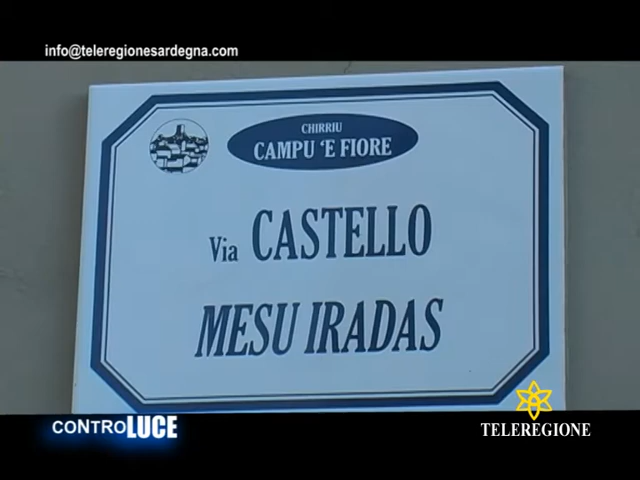 info@teleregionesardegna.com
CHIRRIU
CAMPU 'E FIORE
Via CASTELLO
MESU IRADAS
CONTROLUCE
TELEREGIONE